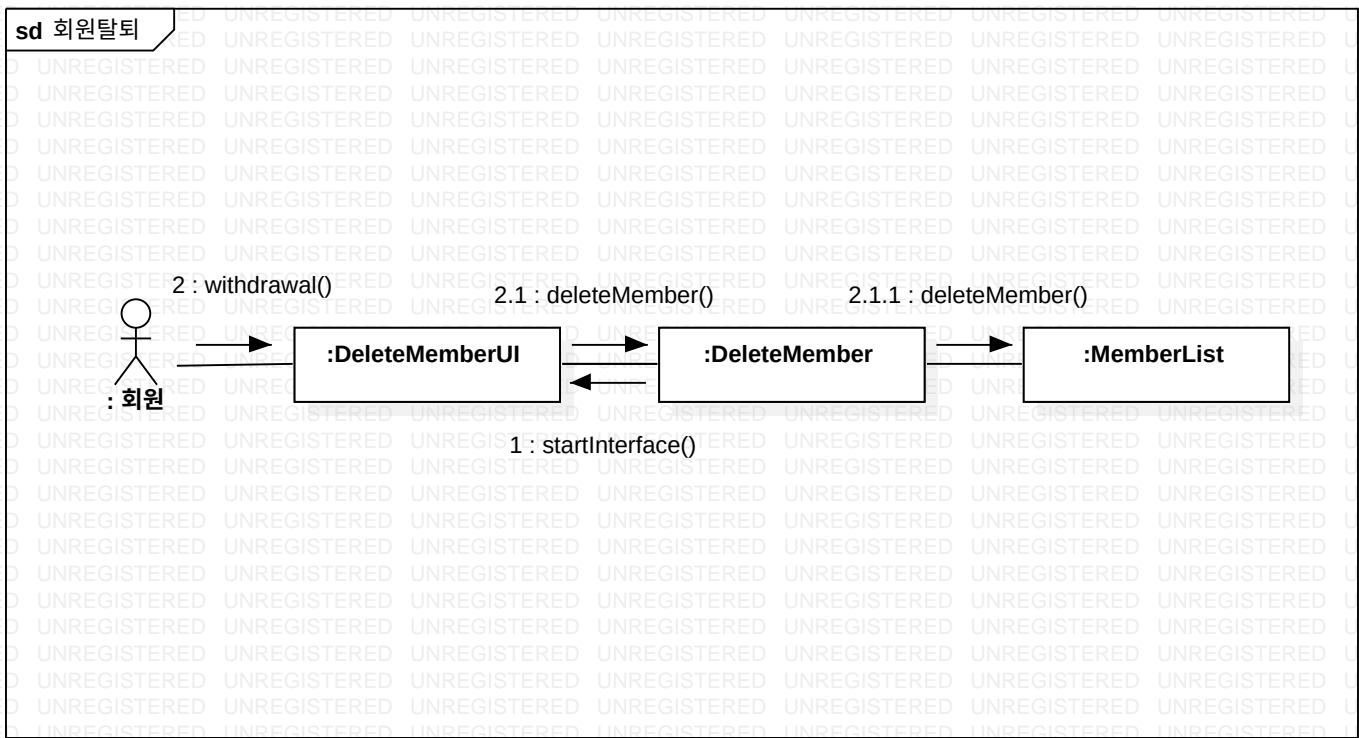 sd 회원탈퇴
2 : withdrawal()
2.1 : deleteMember()
2.1.1 : deleteMember()
:DeleteMemberUI
:DeleteMember
:MemberList
: 회원
1 : startInterface()
UNREGISTERED